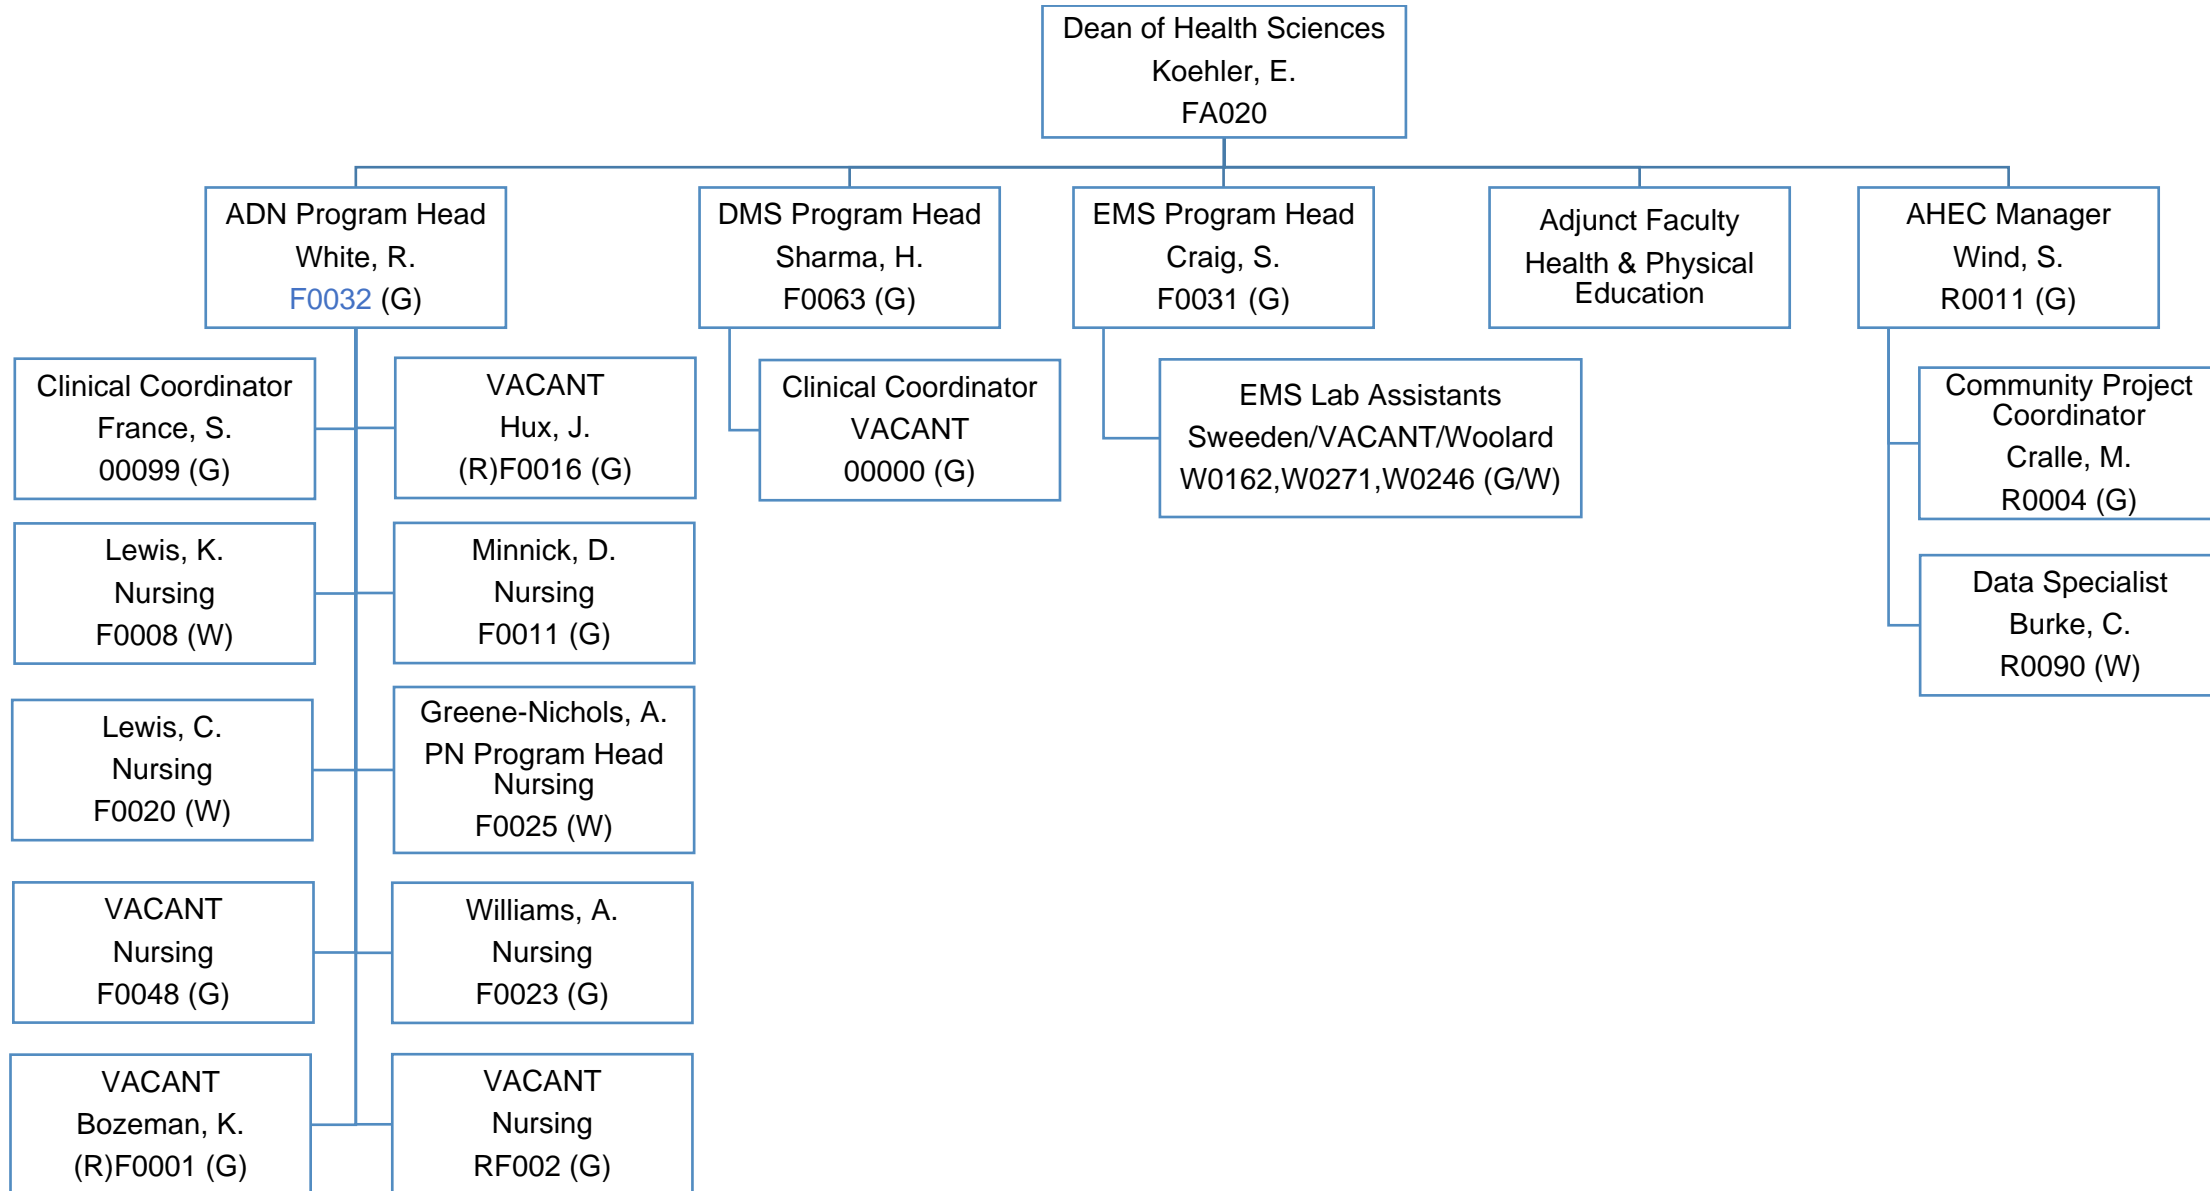 Dean of Health Sciences
Koehler, E.
FA020
ADN Program Head
White, R.
F0032 (G)
DMS Program Head
Sharma, H.
F0063 (G)
EMS Program Head
Craig, S.
F0031 (G)
Adjunct Faculty
Health & Physical
Education
AHEC Manager
Wind, S.
R0011 (G)
Clinical Coordinator
France, S.
00099 (G)
VACANT
Hux, J.
(R)F0016 (G)
Clinical Coordinator
VACANT
00000 (G)
EMS Lab Assistants
Sweeden/VACANT/Woolard
W0162,W0271,W0246 (G/W)
Community Project
Coordinator
Cralle, M.
R0004 (G)
Lewis, K.
Nursing
F0008 (W)
Minnick, D.
Nursing
F0011 (G)
Data Specialist
Burke, C.
R0090 (W)
Lewis, C.
Nursing
F0020 (W)
Greene-Nichols, A.
PN Program Head
Nursing
F0025 (W)
VACANT
Nursing
F0048 (G)
Williams, A.
Nursing
F0023 (G)
VACANT
Bozeman, K.
(R)F0001 (G)
VACANT
Nursing
RF002 (G)